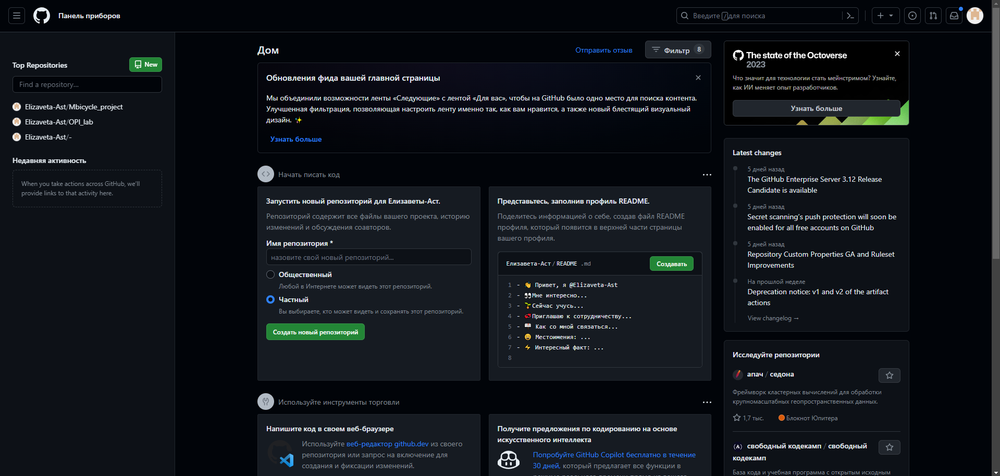 Панель приборов
Введите / для поиска
Top Repositories
New
Find a repository...
Elizaveta-Ast/Mbicycle_project
Elizaveta-Ast/OPI_lab
Elizaveta-Ast/-
Недавняя активность
When you take actions across GitHub, we'll
provide links to that activity here.
Дом
Отправить отзыв
Фильтр 8
Обновления фида вашей главной страницы
Мы объединили возможности ленты «Следующие» с лентой «Для вас», чтобы на GitHub было одно место для поиска контента.
Улучшенная фильтрация, позволяющая настроить ленту именно так, как вам нравится, а также новый блестящий визуальный
дизайн. ✨
Узнать больше
Начать писать код
Запустить новый репозиторий для Елизаветы-Аст.
Репозиторий содержит все файлы вашего проекта, историю
изменений и обсуждения соавторов.
Имя репозитория *
назовите свой новый репозиторий...
Общественный
Любой в Интернете может видеть этот репозиторий.
Частный
Вы выбираете, кто может видеть и сохранять этот репозиторий.
Создать новый репозиторий
Представьтесь, заполнив профиль README.
Поделитесь информацией о себе, создав файл README
профиля, который появится в верхней части страницы
вашего профиля.
Елизавета-Аст / README .md
Создавать
1 - 👋 Привет, я @Elizaveta-Ast
2 - 👀Мне интересно...
3 - 🌱Сейчас учусь...
4 - 💞️Приглашаю к сотрудничеству...
5 - 📫 Как со мной связаться...
6 - 😄 Местоимения: ...
7 - ⚡ Интересный факт: ...
8
Используйте инструменты торговли
Напишите код в своем веб-браузере
Используйте веб-редактор github.dev из своего
репозитория или запрос на включение для
создания и фиксации изменений.
Получите предложения по кодированию на основе
искусственного интеллекта
Попробуйте GitHub Copilot бесплатно в течение
30 дней, который предлагает все функции в
The state of the Octoverse
2023
Что значит для технологии стать мейнстримом? Узнайте,
как ИИ меняет опыт разработчиков.
Узнать больше
Latest changes
5 дней назад
The GitHub Enterprise Server 3.12 Release
Candidate is available
5 дней назад
Secret scanning's push protection will soon be
enabled for all free accounts on GitHub
5 дней назад
Repository Custom Properties GA and Ruleset
Improvements
На прошлой неделе
Deprecation notice: v1 and v2 of the artifact
actions
View changelog →
Исследуйте репозитории
апач / седона
Фреймворк кластерных вычислений для обработки
крупномасштабных геопространственных данных.
1,7 тыс.
Блокнот Юпитера
свободный кодекамп / свободный
кодекамп
База кода и учебная программа с открытым исходным